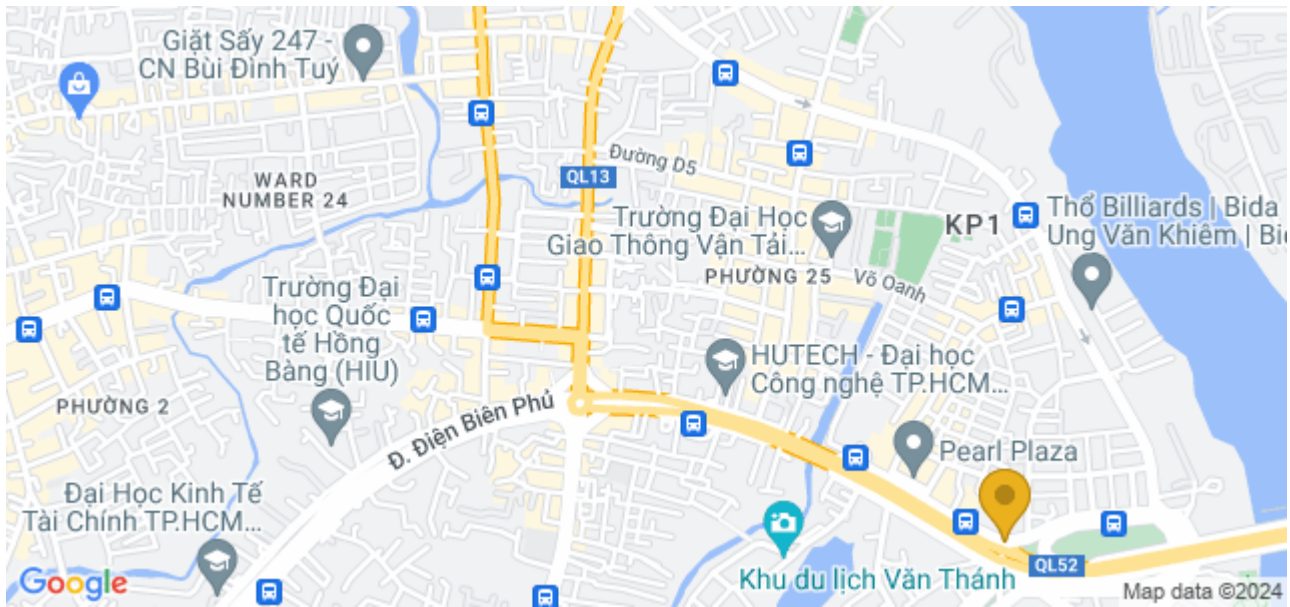 Giặt Sấy 247 -
CN Bùi Đình Tuý
Đường D5
QL13
WARD
NUMBER 24
Trường Đại Học
Giao Thông Vận Tải...
KP1
Thổ Billiards | Bida
Ung Văn Khiêm | Bi
PHƯỜNG 25
Võ Oanh
Trường Đại
học Quốc
tế Hồng
Bàng (HIU)
HUTECH - Đại học
Công nghệ TP.HCM...
PHƯỜNG 2
Đ. Điện Biên Phủ
Pearl Plaza
Đại Học Kinh Tế
Tài Chính TP.HCM...
QL52
Khu du lịch Văn Thánh
Google
Map data ©2024